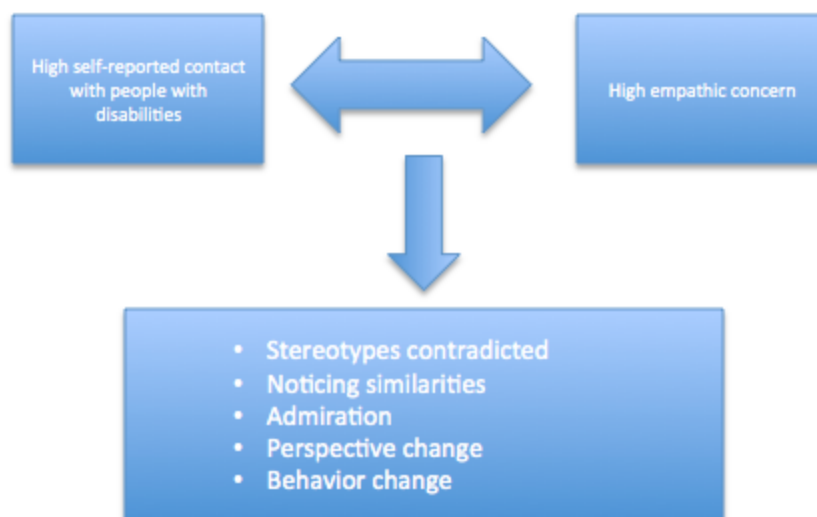 High self-reported contact
with people with
disabilities
High empathic concern
• Stereotypes contradicted
• Noticing similarities
• Admiration
• Perspective change
• Behavior change